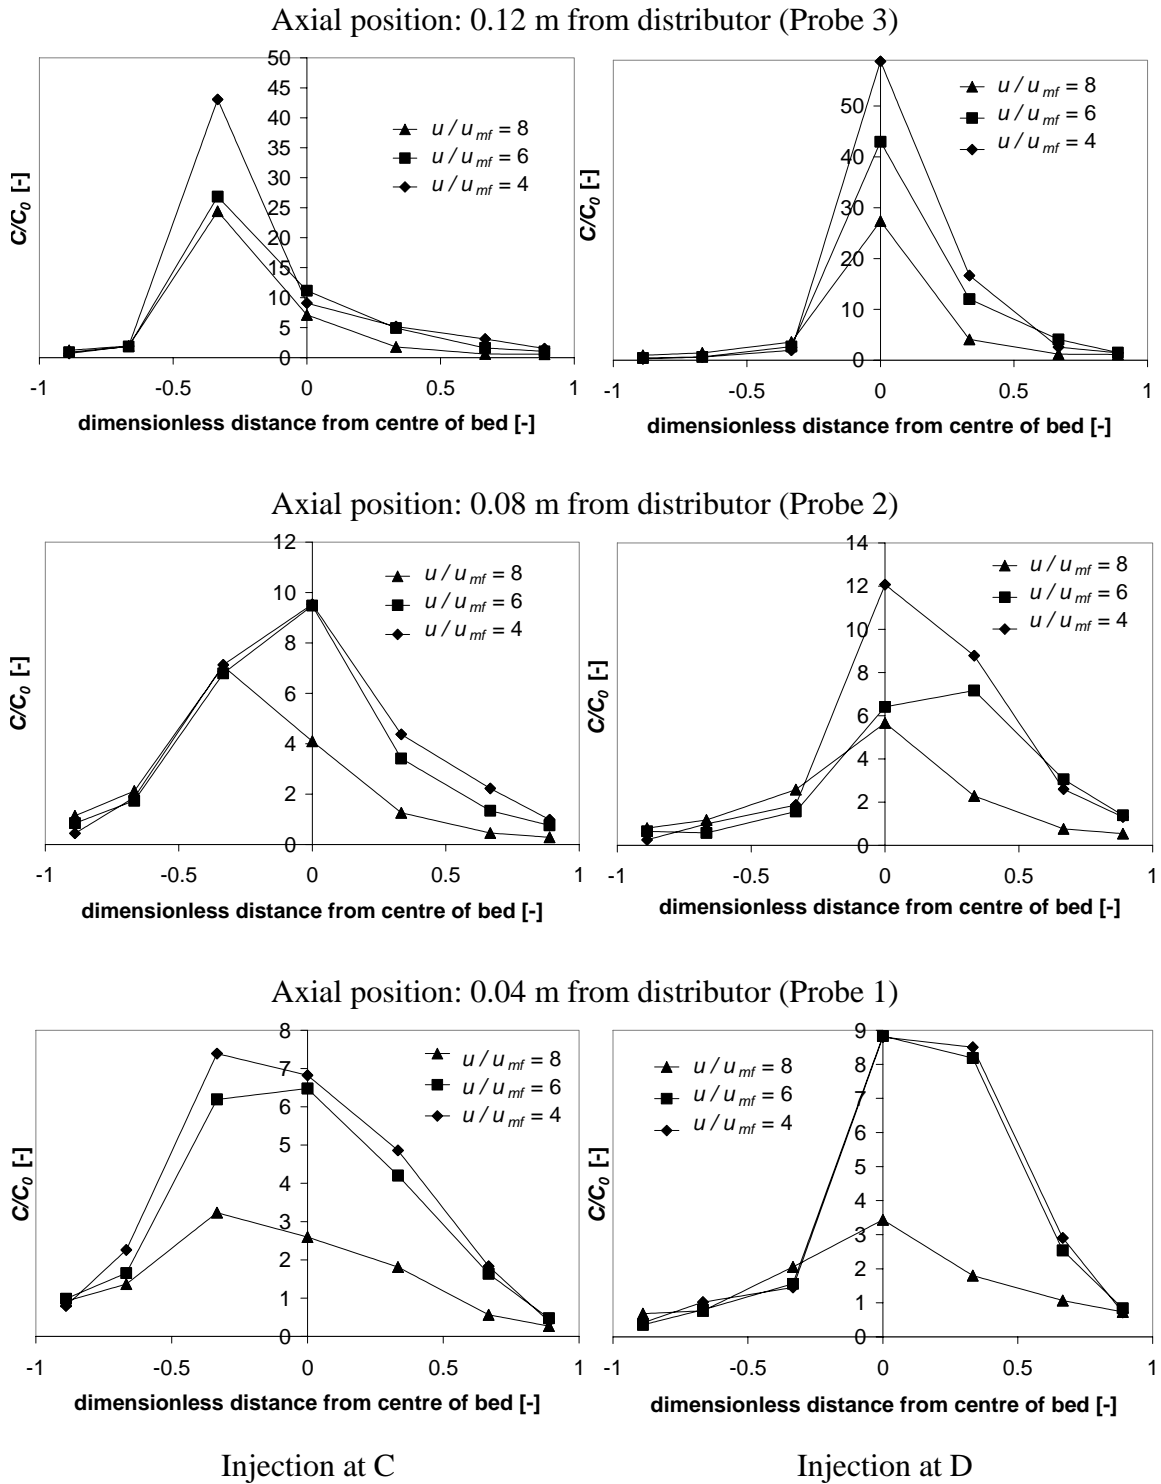 Axial position: 0.12 m from distributor (Probe 3)
50
45
40
35
30
25
20
15
10
5
0
-1
-0.5
0
0.5
1
C/C0 [-]
u / umf = 8
u / umf = 6
u / umf = 4
dimensionless distance from centre of bed [-]
50
40
30
20
10
0
-1
-0.5
0
0.5
1
C/C0 [-]
u / umf = 8
u / umf = 6
u / umf = 4
dimensionless distance from centre of bed [-]
Axial position: 0.08 m from distributor (Probe 2)
12
10
8
6
4
2
0
-1
-0.5
0
0.5
1
C/C0 [-]
u / umf = 8
u / umf = 6
u / umf = 4
dimensionless distance from centre of bed [-]
14
12
10
8
6
4
2
0
-1
-0.5
0
0.5
1
C/C0 [-]
u / umf = 8
u / umf = 6
u / umf = 4
dimensionless distance from centre of bed [-]
Axial position: 0.04 m from distributor (Probe 1)
8
7
6
5
4
3
2
1
0
-1
-0.5
0
0.5
1
C/C0 [-]
u / umf = 8
u / umf = 6
u / umf = 4
dimensionless distance from centre of bed [-]
9
8
7
6
5
4
3
2
1
0
-1
-0.5
0
0.5
1
C/C0 [-]
u / umf = 8
u / umf = 6
u / umf = 4
dimensionless distance from centre of bed [-]
Injection at C
Injection at D